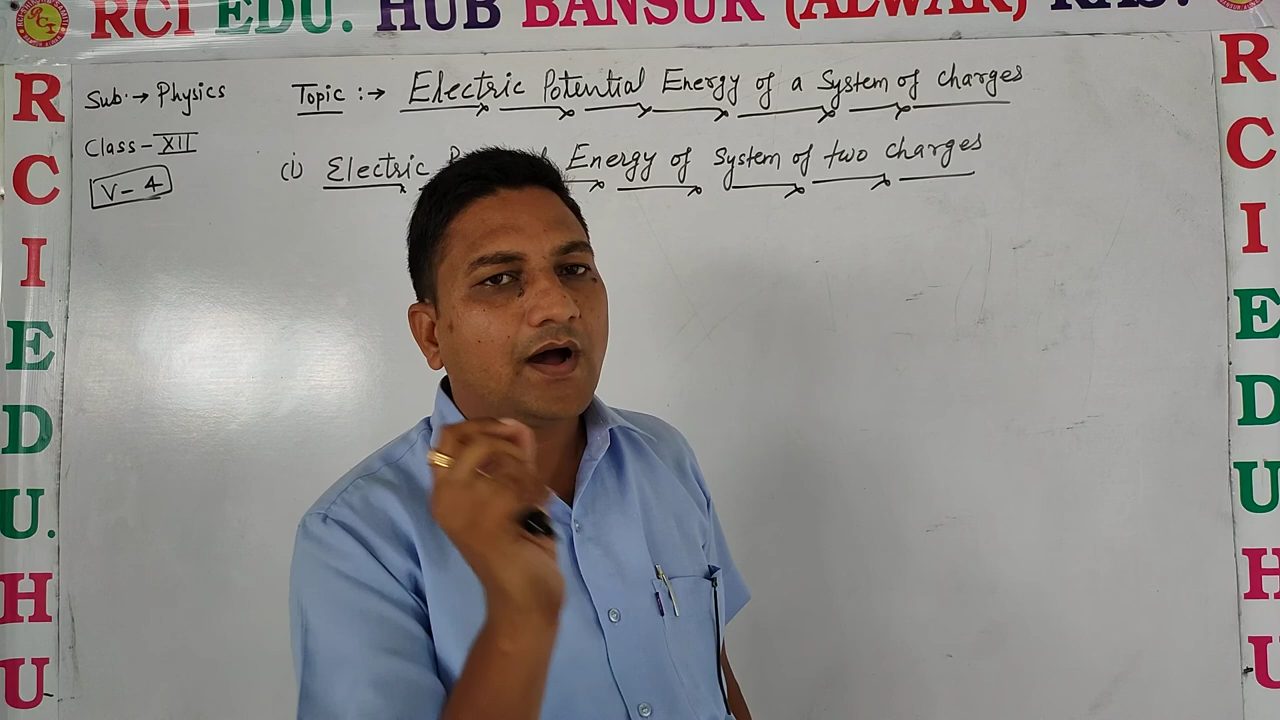 RCI EDU. HUB BANSUR (ALWAR) RAJ.
Sub. → Physics
Topic :→ Electric Potential Energy of a System of charges
Class - XII
(i) Electric Energy of System of two charges
V-4
R
C
I
E
D
U.
H
U
R
C
I
E
D
U
H
U